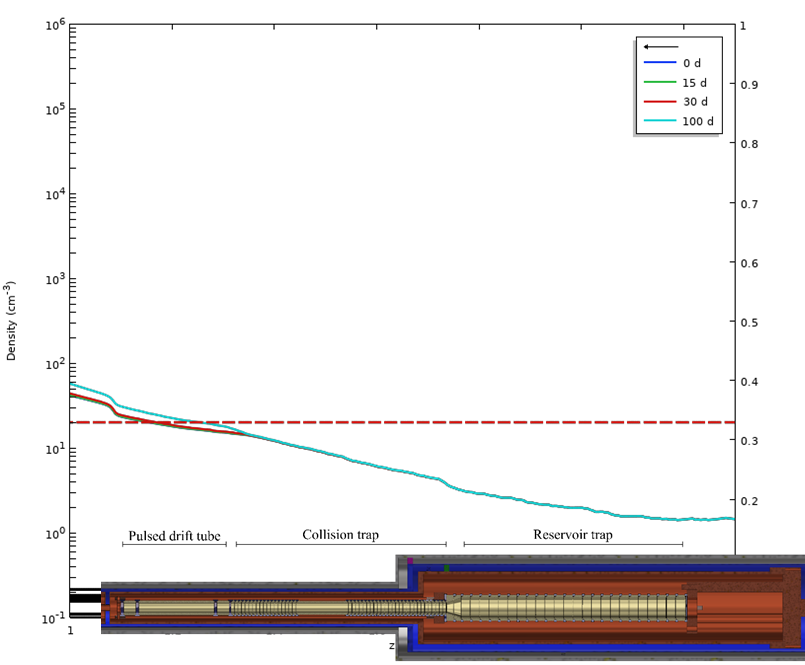 10⁶
10⁵
10⁴
10³
10²
10¹
10⁰
10⁻¹
Density (cm⁻³)
1
0.9
0.8
0.7
0.6
0.5
0.4
0.3
0.2
0 d
15 d
30 d
100 d
Pulsed drift tube
Collision trap
Reservoir trap
1
z